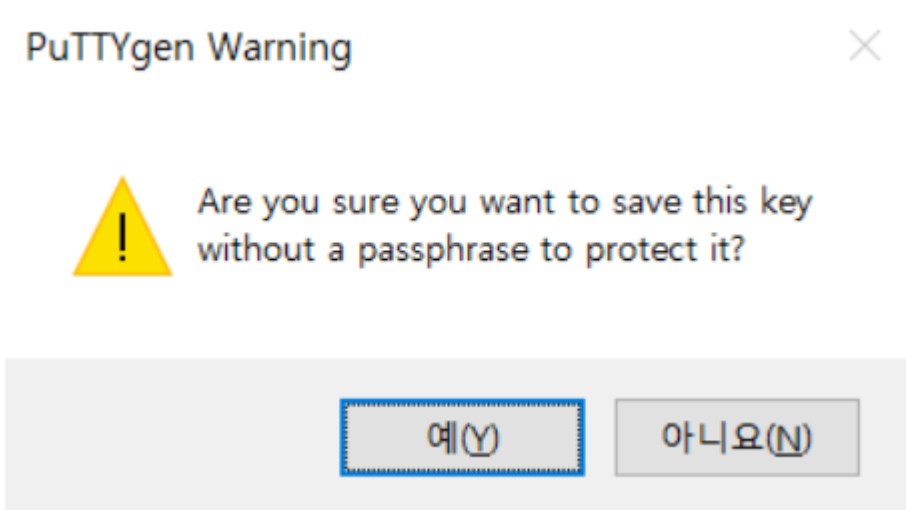 PuTTYgen Warning
Are you sure you want to save this key
without a passphrase to protect it?
예(Y)
아니요(N)